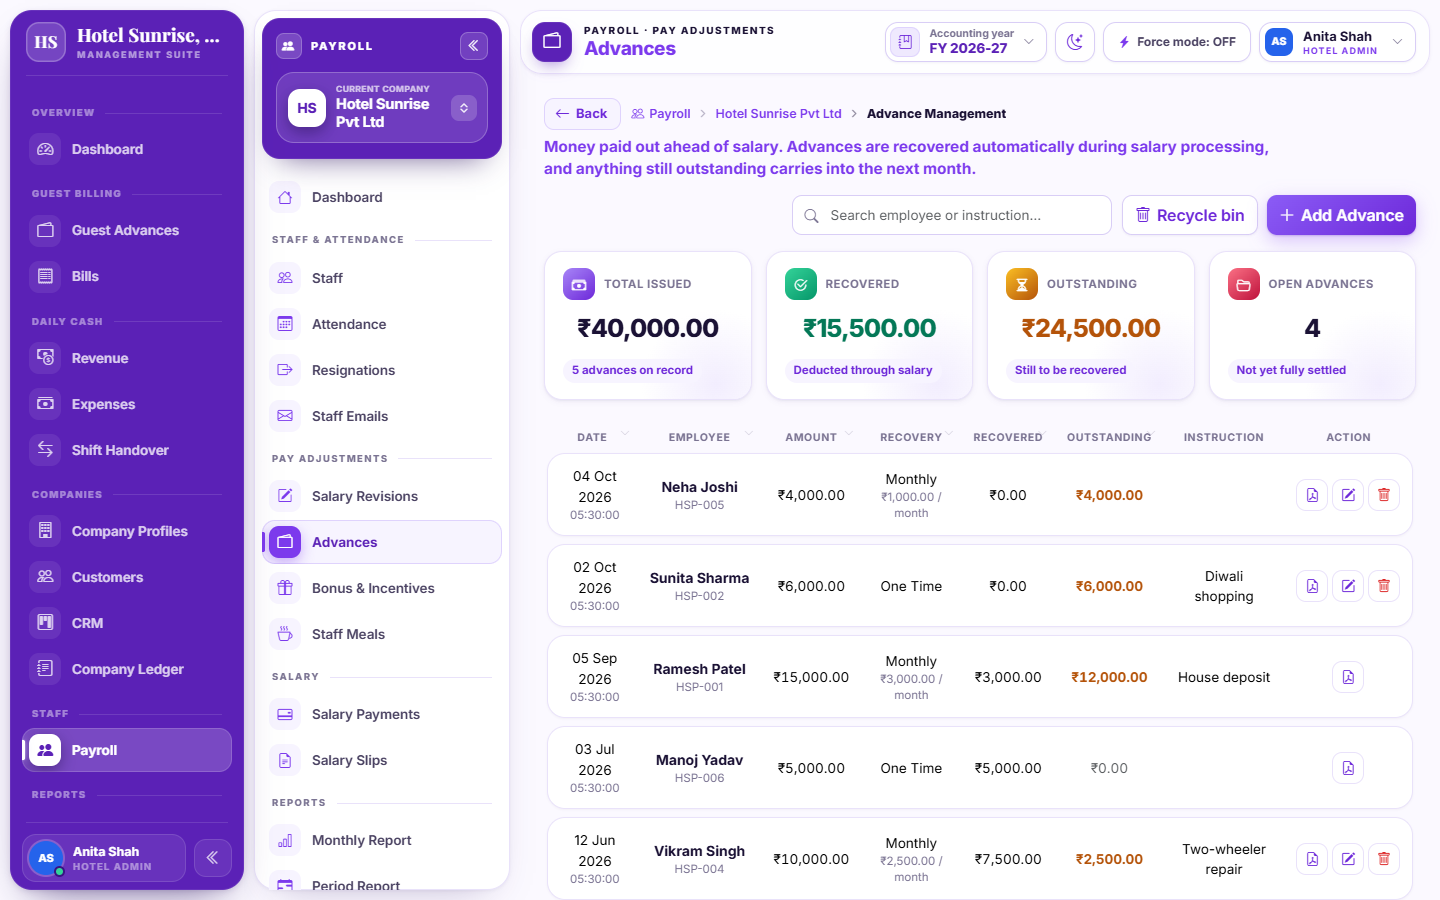 HS
Hotel Sunrise, ...
MANAGEMENT SUITE
OVERVIEW
Dashboard
GUEST BILLING
Guest Advances
Bills
DAILY CASH
Revenue
Expenses
Shift Handover
COMPANIES
Company Profiles
Customers
CRM
Company Ledger
STAFF
Payroll
REPORTS
AS
Anita Shah
HOTEL ADMIN
PAYROLL
HS
CURRENT COMPANY
Hotel Sunrise
Pvt Ltd
Dashboard
STAFF & ATTENDANCE
Staff
Attendance
Resignations
Staff Emails
PAY ADJUSTMENTS
Salary Revisions
Advances
Bonus & Incentives
Staff Meals
SALARY
Salary Payments
Salary Slips
REPORTS
Monthly Report
Period Report
PAYROLL · PAY ADJUSTMENTS
Advances
Accounting year
FY 2026-27
Force mode: OFF
AS
Anita Shah
HOTEL ADMIN
Back
Payroll
Hotel Sunrise Pvt Ltd
Advance Management
Money paid out ahead of salary. Advances are recovered automatically during salary processing,
and anything still outstanding carries into the next month.
Search employee or instruction...
Recycle bin
Add Advance
TOTAL ISSUED
₹40,000.00
5 advances on record
RECOVERED
₹15,500.00
Deducted through salary
OUTSTANDING
₹24,500.00
Still to be recovered
OPEN ADVANCES
4
Not yet fully settled
DATE EMPLOYEE AMOUNT RECOVERY RECOVERED OUTSTANDING INSTRUCTION ACTION
04 Oct
2026
05:30:00
Neha Joshi
HSP-005
₹4,000.00
Monthly
₹1,000.00 /
month
₹0.00
₹4,000.00
02 Oct
2026
05:30:00
Sunita Sharma
HSP-002
₹6,000.00
One Time
₹0.00
₹6,000.00
Diwali
shopping
05 Sep
2026
05:30:00
Ramesh Patel
HSP-001
₹15,000.00
Monthly
₹3,000.00 /
month
₹3,000.00
₹12,000.00
House deposit
03 Jul
2026
05:30:00
Manoj Yadav
HSP-006
₹5,000.00
One Time
₹5,000.00
₹0.00
12 Jun
2026
05:30:00
Vikram Singh
HSP-004
₹10,000.00
Monthly
₹2,500.00 /
month
₹7,500.00
₹2,500.00
Two-wheeler
repair